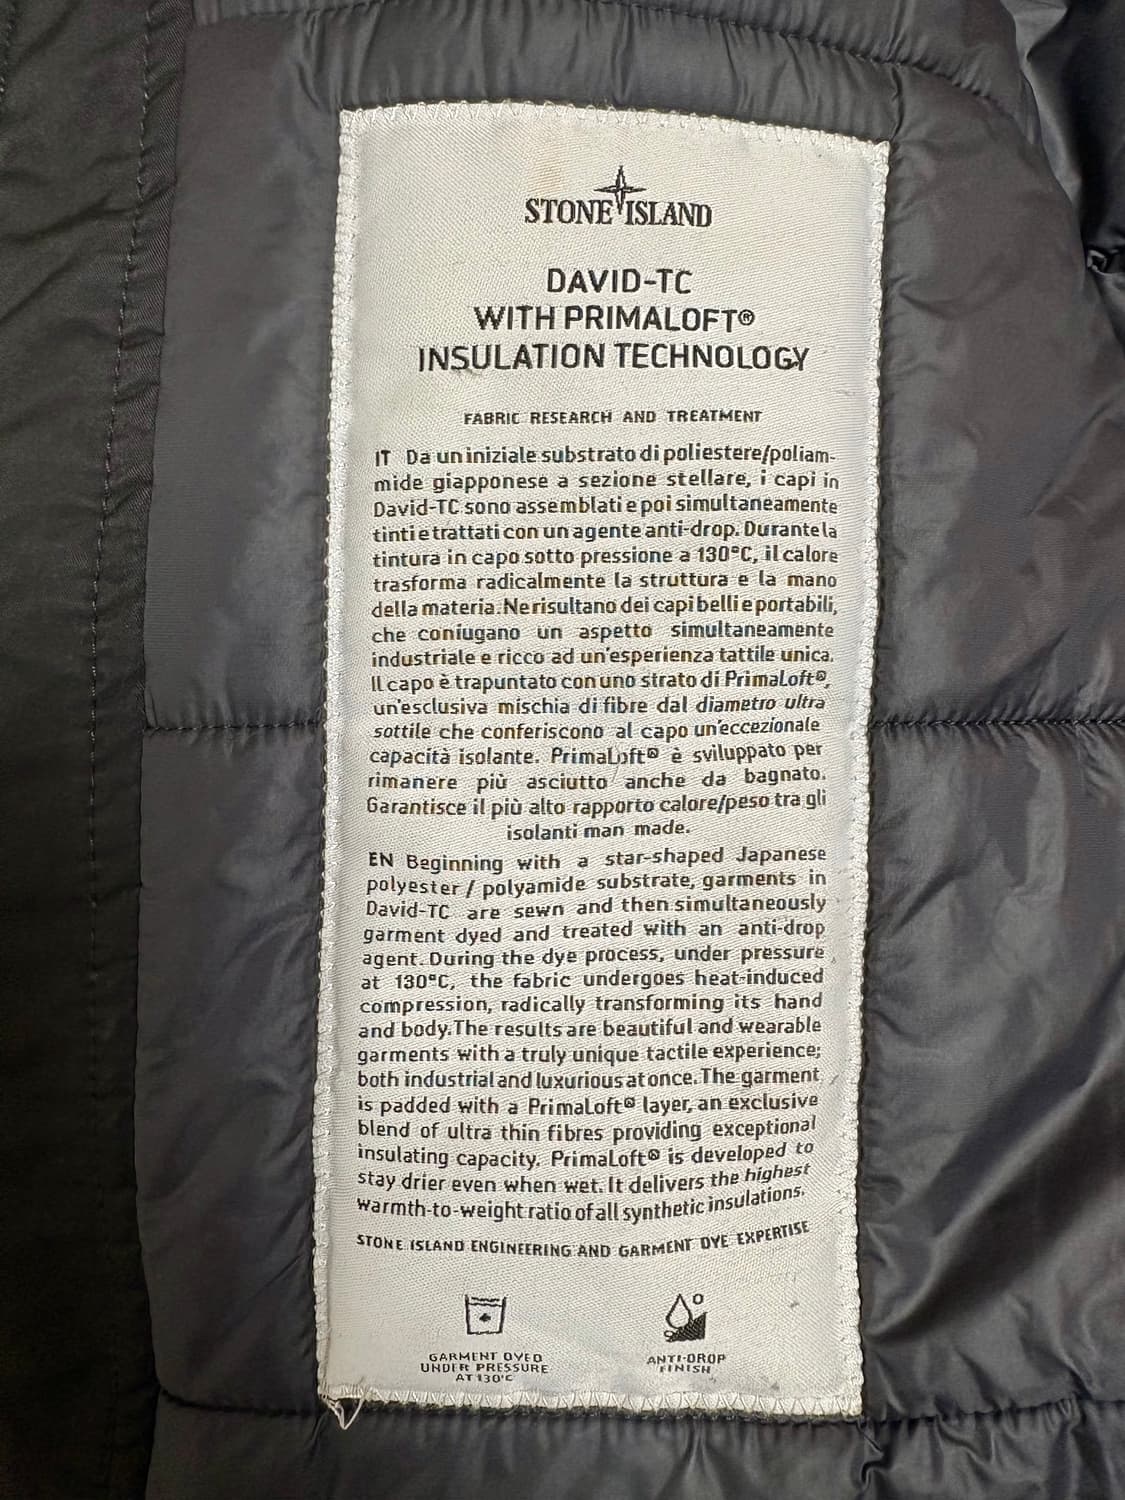 STONE ISLAND
DAVID-TC
WITH PRIMALOFT®
INSULATION TECHNOLOGY
FABRIC RESEARCH AND TREATMENT
IT Da un iniziale substrato di poliestere/poliam-
mide giapponese a sezione stellare, i capi in
David-TC sono assemblati e poi simultaneamente
tinti e trattati con un agente anti-drop. Durante la
tintura in capo sotto pressione a 130°C, il calore
trasforma radicalmente la struttura e la mano
della materia. Ne risultano dei capi belli e portabili,
che coniugano un aspetto simultaneamente
industriale e ricco ad un'esperienza tattile unica.
Il capo è trapuntato con uno strato di PrimaLoft®,
un'esclusiva mischia di fibre dal diametro ultra
sottile che conferiscono al capo un'eccezionale
capacità isolante. PrimaLoft® è sviluppato per
rimanere più asciutto anche da bagnato.
Garantisce il più alto rapporto calore/peso tra gli
isolanti man made.
EN Beginning with a star-shaped Japanese
polyester / polyamide substrate, garments in
David-TC are sewn and then simultaneously
garment dyed and treated with an anti-drop
agent. During the dye process, under pressure
at 130°C, the fabric undergoes heat-induced
compression, radically transforming its hand
and body. The results are beautiful and wearable
garments with a truly unique tactile experience;
both industrial and luxurious at once. The garment
is padded with a PrimaLoft® layer, an exclusive
blend of ultra thin fibres providing exceptional
insulating capacity. PrimaLoft® is developed to
stay drier even when wet. It delivers the highest
warmth-to-weight ratio of all synthetic insulations.
STONE ISLAND ENGINEERING AND GARMENT DYE EXPERTISE
GARMENT DYED
UNDER PRESSURE
AT 130°C
ANTI-DROP
FINISH